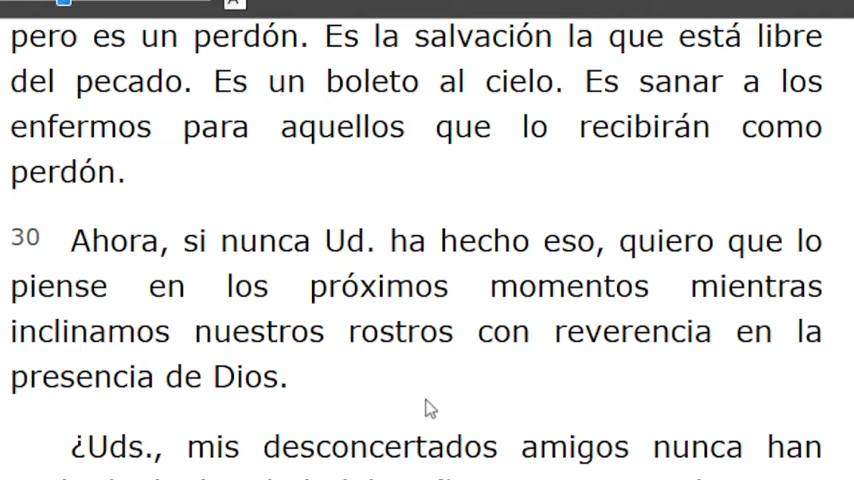 pero es un perdón. Es la salvación la que está libre
del pecado. Es un boleto al cielo. Es sanar a los
enfermos para aquellos que lo recibirán como
perdón.
30 Ahora, si nunca Ud. ha hecho eso, quiero que lo
piense en los próximos momentos mientras
inclinamos nuestros rostros con reverencia en la
presencia de Dios.
¿Uds., mis desconcertados amigos nunca han